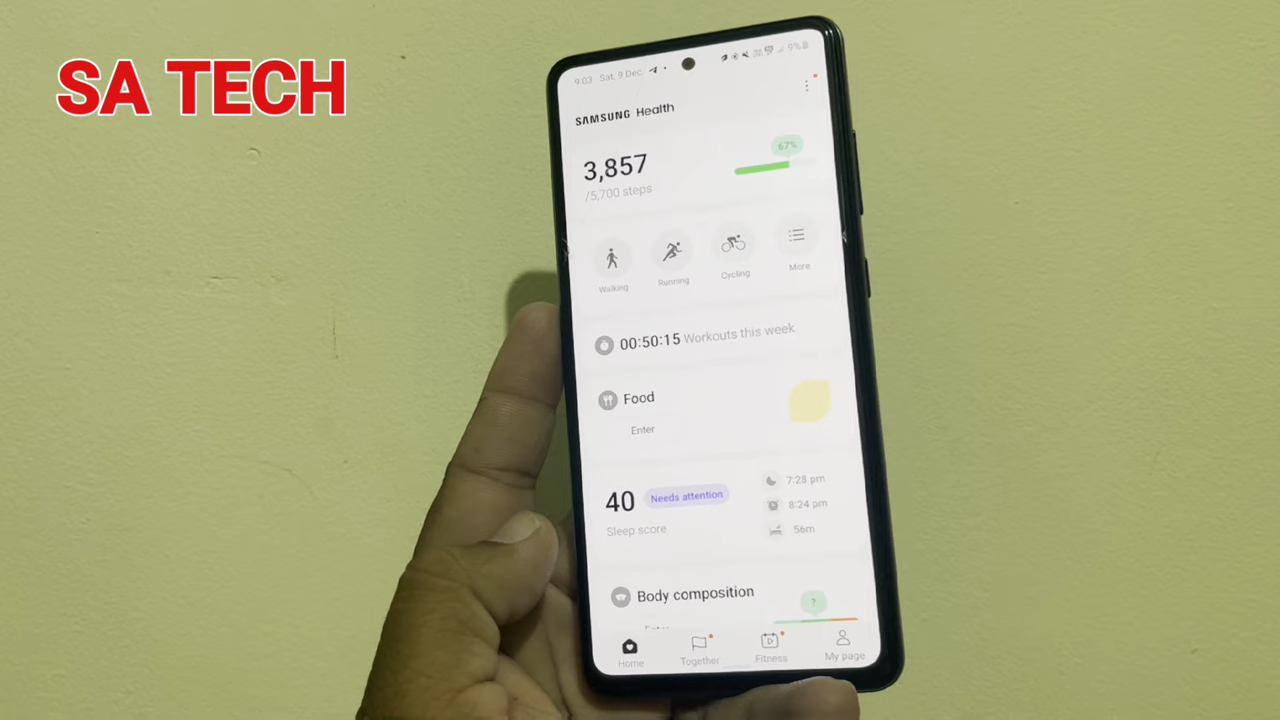 SA TECH
9:03 Sat, 9 Dec. 9%
SAMSUNG Health
67%
3,857
/5,700 steps
Walking
Running
Cycling
More
00:50:15 Workouts this week
Food
Enter
40 Needs attention
Sleep score
7:28 pm
8:24 pm
56m
Body composition
?
Home
Together
Fitness
My page